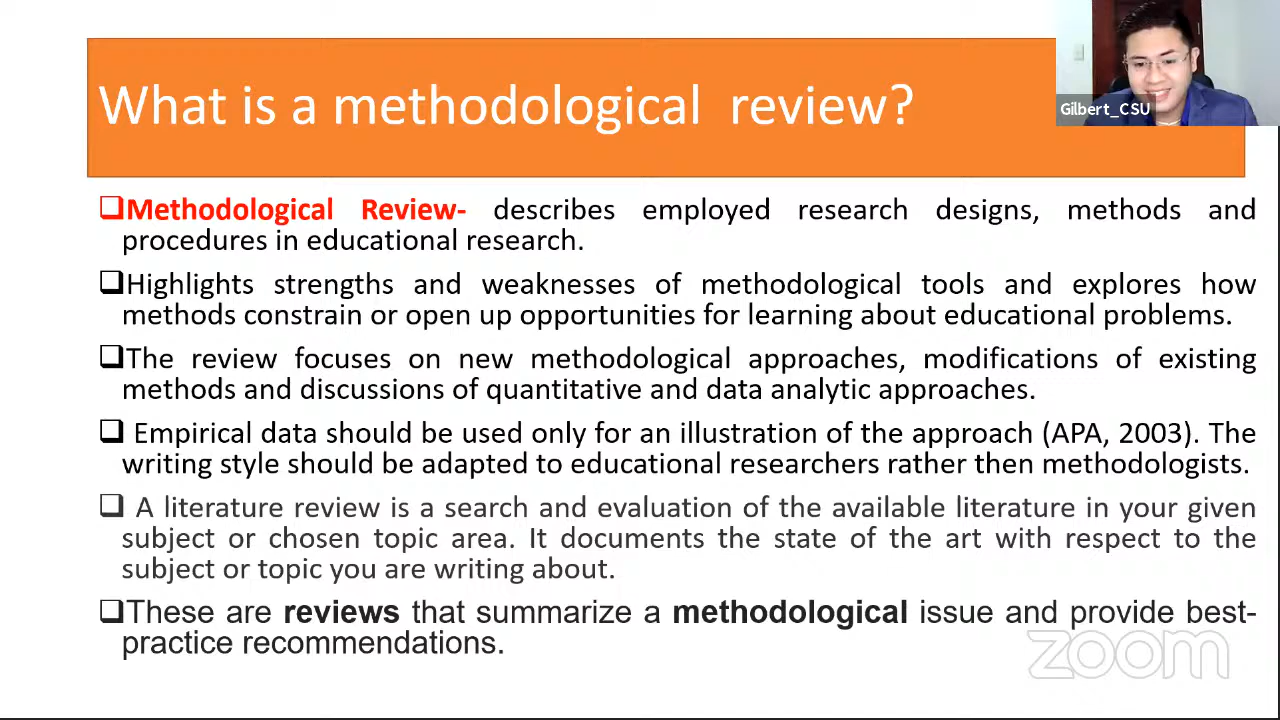 What is a methodological review?
Gilbert_CSU
Methodological Review- describes employed research designs, methods and
procedures in educational research.
Highlights strengths and weaknesses of methodological tools and explores how
methods constrain or open up opportunities for learning about educational problems.
The review focuses on new methodological approaches, modifications of existing
methods and discussions of quantitative and data analytic approaches.
Empirical data should be used only for an illustration of the approach (APA, 2003). The
writing style should be adapted to educational researchers rather then methodologists.
A literature review is a search and evaluation of the available literature in your given
subject or chosen topic area. It documents the state of the art with respect to the
subject or topic you are writing about.
These are reviews that summarize a methodological issue and provide best-
practice recommendations.
zoom